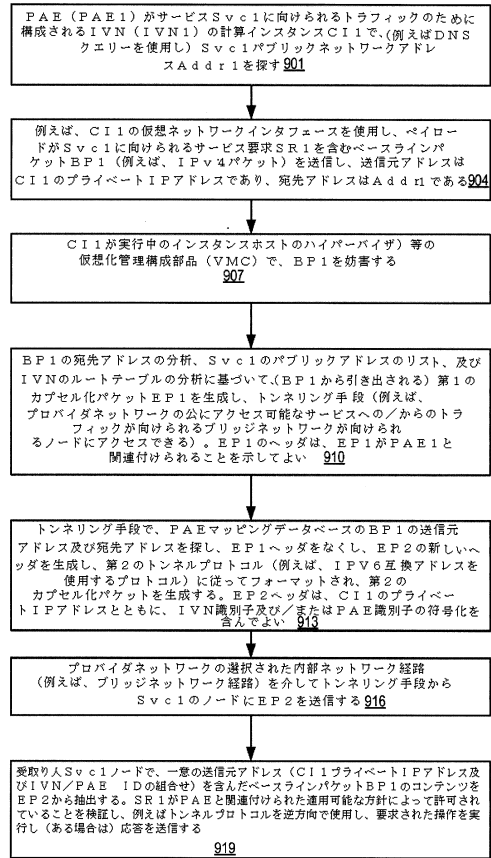 PAE（PAE1）がサービスSvc1に向けられるトラフィックのために
構成されるIVN（IVN1）の計算インスタンスCI1で、（例えばDNS
クエリーを使用し）Svc1パブリックネットワークアドレ
スAddr1を探す 901
例えば、CI1の仮想ネットワークインタフェースを使用し、ペイロー
ドがSvc1に向けられるサービス要求SR1を含むベースラインパ
ケットBP1（例えば、IPv4パケット）を送信し、送信元アドレスは
CI1のプライベートIPアドレスであり、宛先アドレスはAddr1である 904
CI1が実行中のインスタンスホストのハイパーバイザ）等の
仮想化管理構成部品（VMC）で、BP1を妨害する
907
BP1の宛先アドレスの分析、Svc1のパブリックアドレスのリスト、及び
IVNのルートテーブルの分析に基づいて、（BP1から引き出される）第1の
カプセル化パケットEP1を生成し、トンネリング手段（例えば、
プロバイダネットワークの公にアクセス可能なサービスへの／からのトラ
フィックが向けられるブリッジネットワークが向けられ
るノードにアクセスできる）。EP1のヘッダは、EP1がPAE1と
関連付けられることを示してよい 910
トンネリング手段で、PAEマッピングデータベースのBP1の送信元
アドレス及び宛先アドレスを探し、EP1ヘッダをなくし、EP2の新しいヘ
ッダを生成し、第2のトンネルプロトコル（例えば、IPV6互換アドレスを
使用するプロトコル）に従ってフォーマットされ、第2の
カプセル化パケットを生成する。EP2ヘッダは、CI1のプライベー
トIPアドレスとともに、IVN識別子及び／またはPAE識別子の符号化を
含んでよい 913
プロバイダネットワークの選択された内部ネットワーク経路
（例えば、ブリッジネットワーク経路）を介してトンネリング手段から
Svc1のノードにEP2を送信する 916
受取り人Svc1ノードで、一意の送信元アドレス（CI1プライベートIPアドレス及
びIVN／PAE IDの組合せ）を含んだベースラインパケットBP1のコンテンツを
EP2から抽出する。SR1がPAEと関連付けられた適用可能な方針によって許可され
ていることを検証し、例えばトンネルプロトコルを逆方向で使用し、要求された操作を実
行し（ある場合は）応答を送信する
919